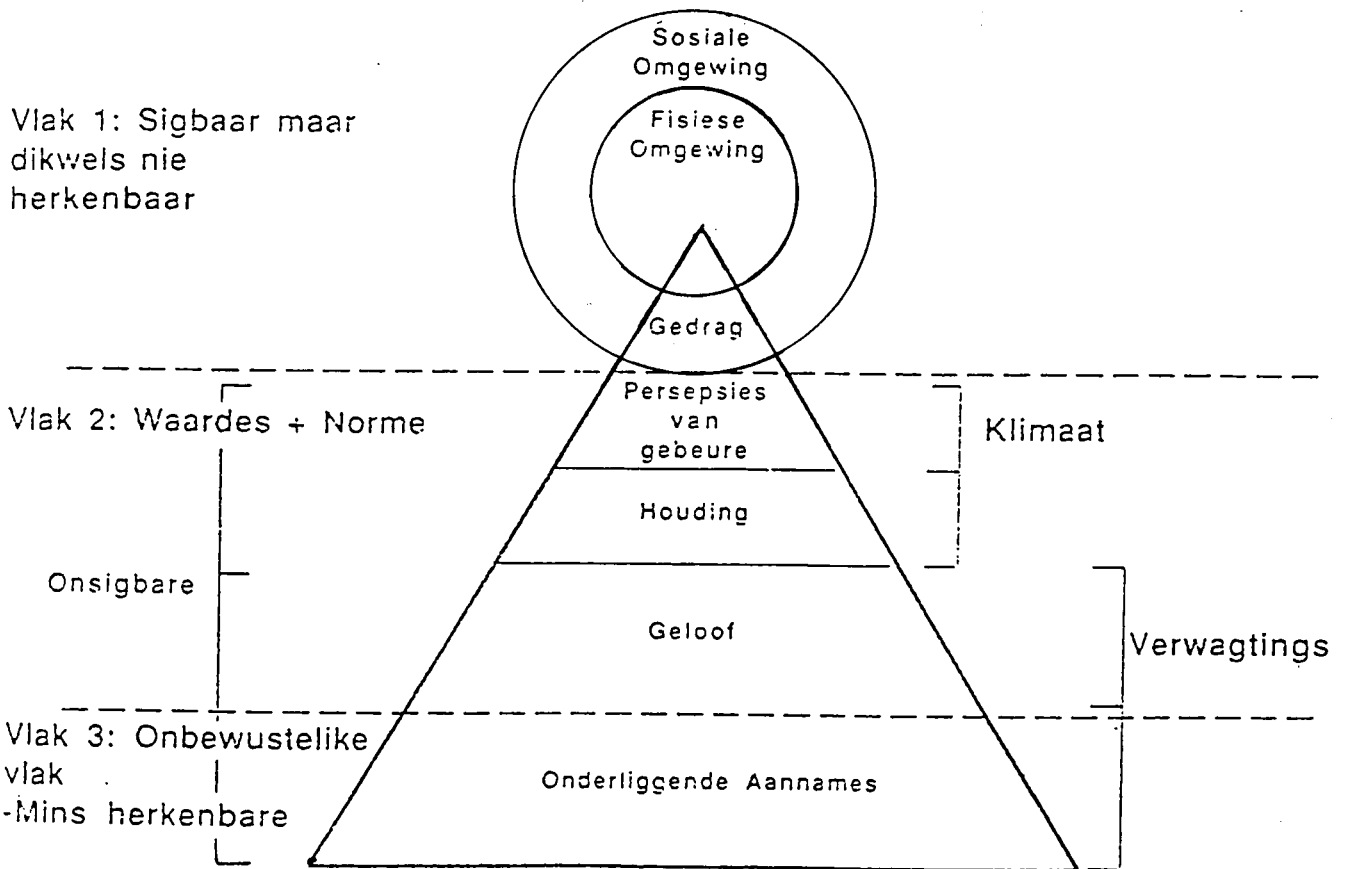 Sosiale
Omgewing
Fisiese
Omgewing
Vlak 1: Sigbaar maar
dikwels nie
herkenbaar
Gedrag
Vlak 2: Waardes + Norme
Persepsies
van
gebeure
Klimaat
Houding
Onsigbare
Geloof
Verwagtings
Vlak 3: Onbewustelike
vlak
-Mins herkenbare
Onderliggende Aannames